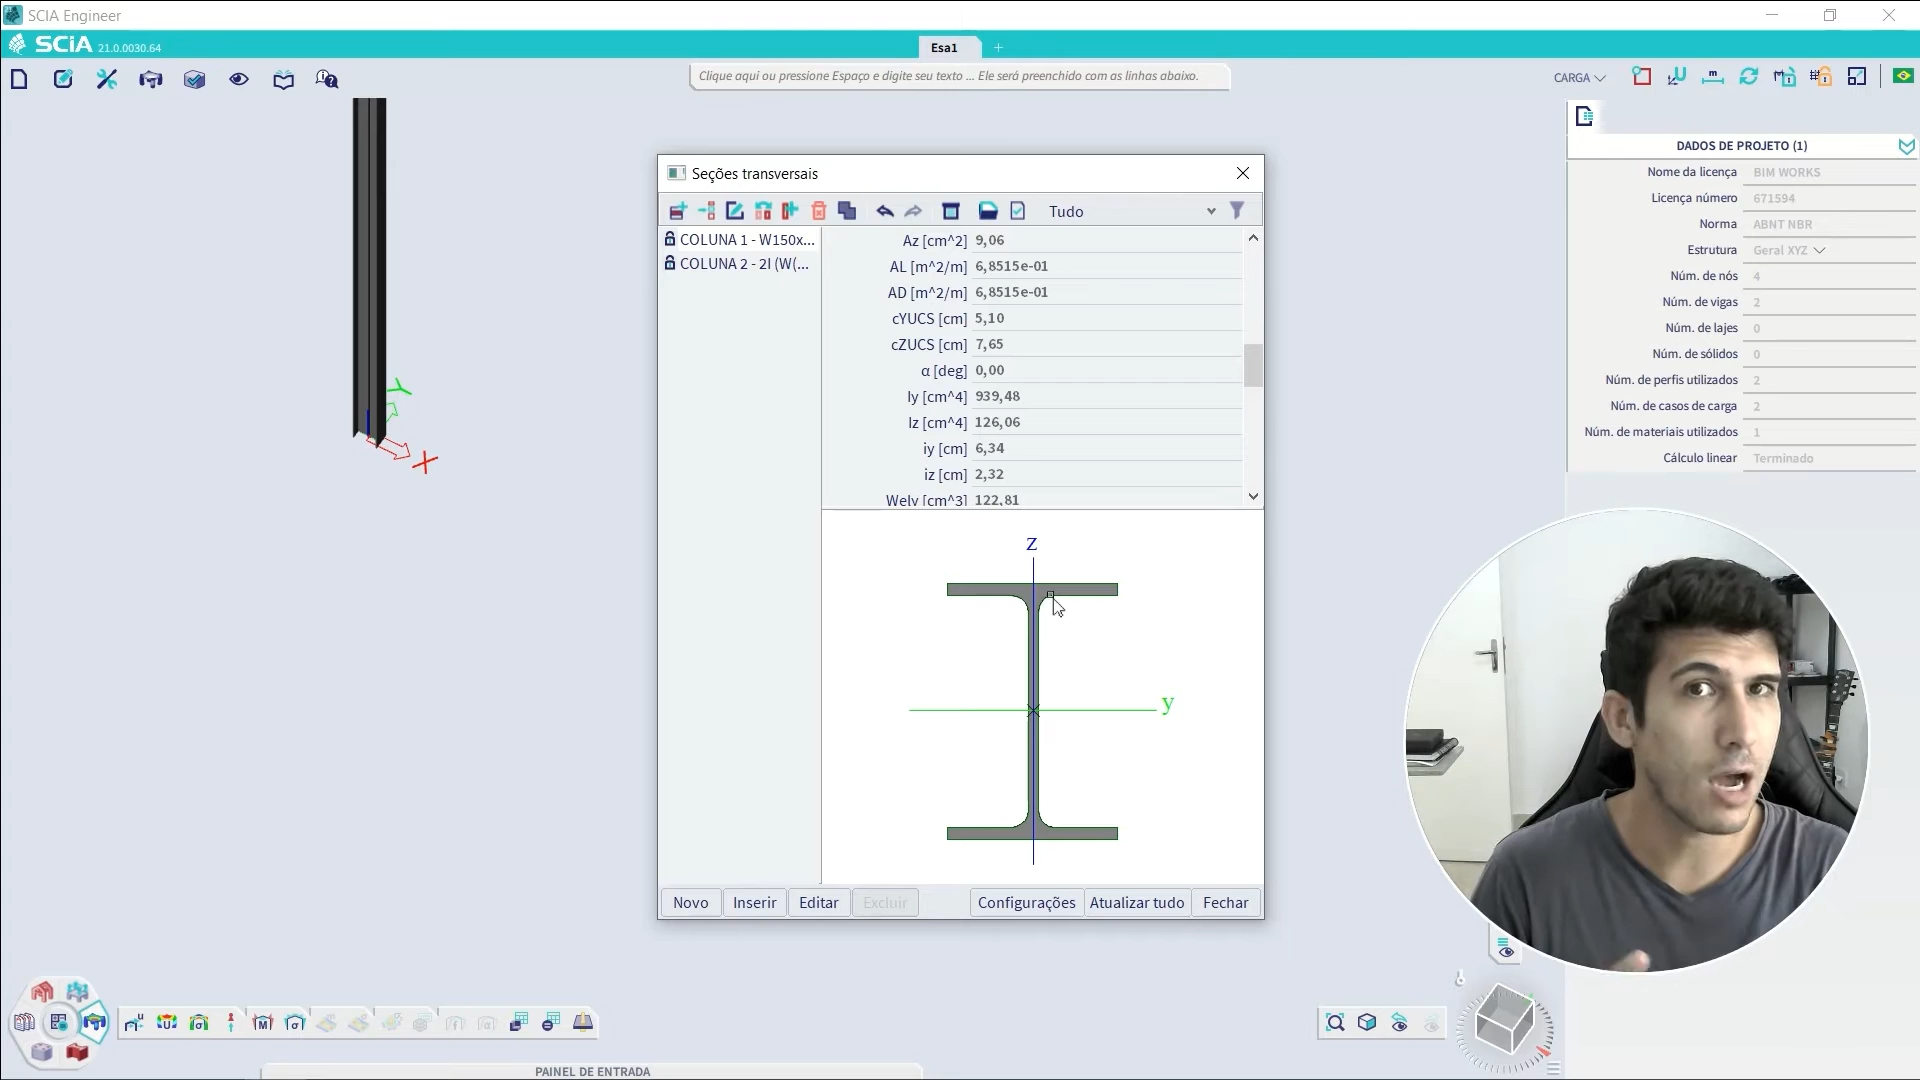 SCIA Engineer
SCIA 21.0.0030.64
Esa1
Clique aqui ou pressione Espaço e digite seu texto ... Ele será preenchido com as linhas abaixo.
CARGA
DADOS DE PROJETO (1)
Nome da licença BIM WORKS
Licença número 671594
Norma ABNT NBR
Estrutura Geral XYZ
Núm. de nós 4
Núm. de vigas 2
Núm. de lajes 0
Núm. de sólidos 0
Núm. de perfis utilizados 2
Núm. de casos de carga 2
Núm. de materiais utilizados 1
Cálculo linear Terminado
Y
X
Seções transversais
Tudo
COLUNA 1 - W150x...
COLUNA 2 - 2I (W(...
Az [cm^2] 9,06
AL [m^2/m] 6,8515e-01
AD [m^2/m] 6,8515e-01
cYUCS [cm] 5,10
cZUCS [cm] 7,65
α [deg] 0,00
Iy [cm^4] 939,48
Iz [cm^4] 126,06
iy [cm] 6,34
iz [cm] 2,32
Wely [cm^3] 122,81
z
y
Novo Inserir Editar Excluir Configurações Atualizar tudo Fechar
PAINEL DE ENTRADA